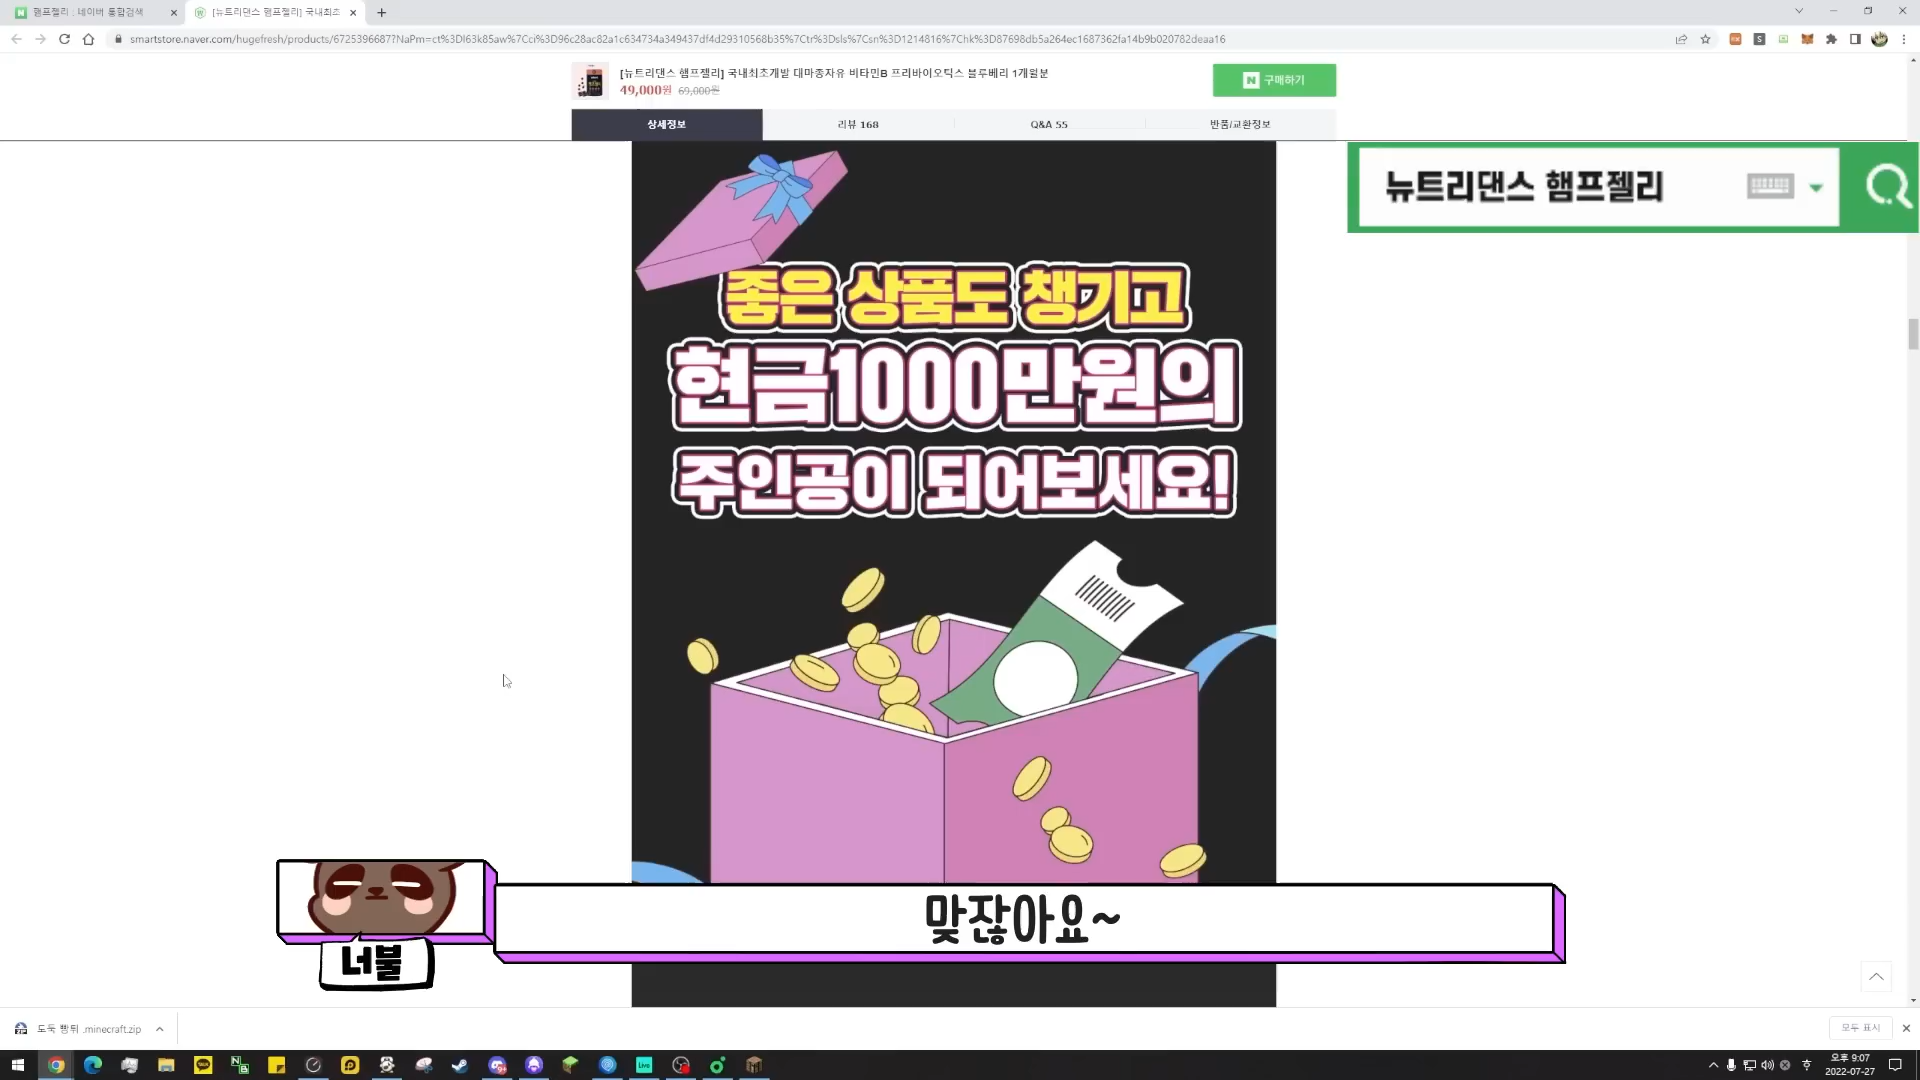 햄프젤리 : 네이버 통합검색
[뉴트리댄스 햄프젤리] 국내최초
smartstore.naver.com/hugefresh/products/6725396687?NaPm=ct%3Dl63k85aw%7Cci%3D96c28ac82a1c634734a349437df4d29310568b35%7Ctr%3Dsls%7Csn%3D1214816%7Chk%3D87698db5a264ec1687362fa14b9b020782deaa16
[뉴트리댄스 햄프젤리] 국내최초개발 대마종자유 비타민B 프리바이오틱스 블루베리 1개월분
49,000원 69,000원
N 구매하기
상세정보
리뷰 168
Q&A 55
반품/교환정보
뉴트리댄스 햄프젤리
좋은 상품도 챙기고
현금1000만원의
주인공이 되어보세요!
맞잖아요~
너불
도둑 빵뛰 .minecraft.zip
모두 표시
오후 9:07
2022-07-27